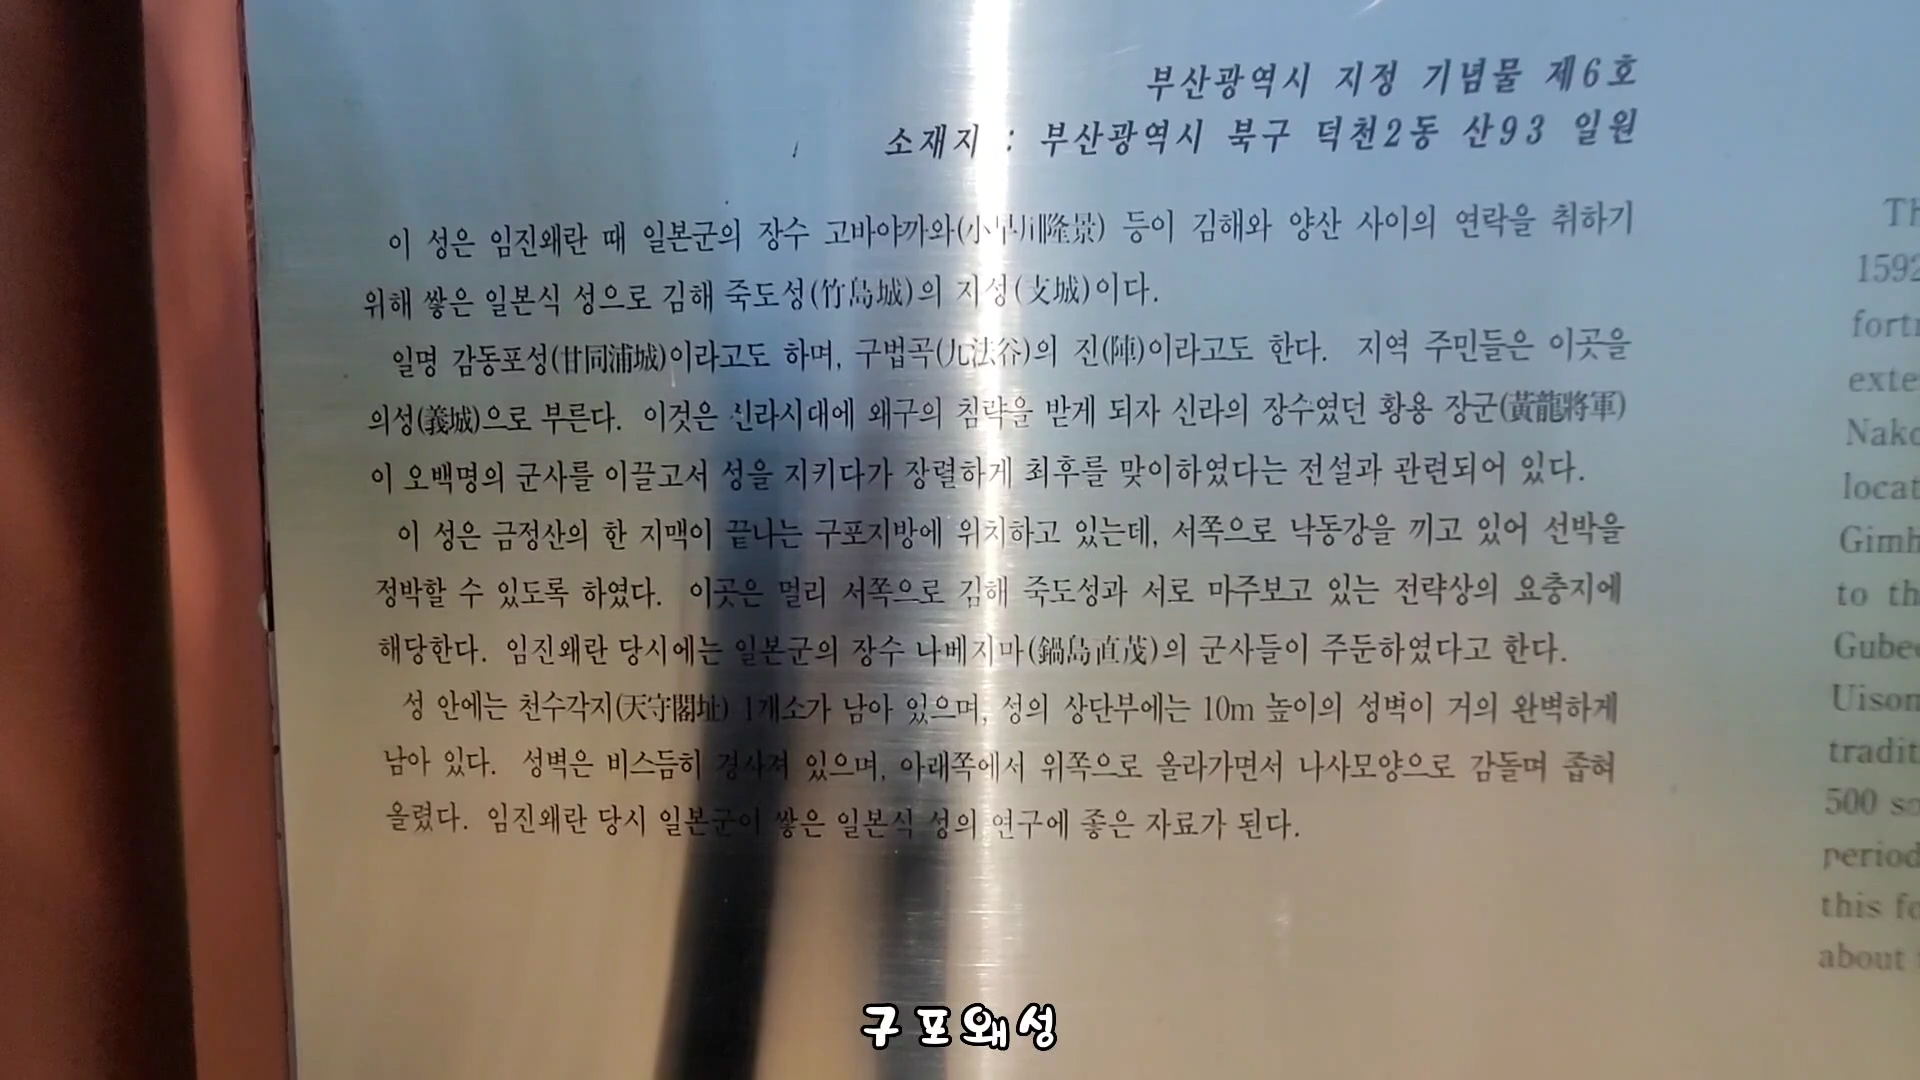 부산광역시 지정 기념물 제6호
소재지 : 부산광역시 북구 덕천2동 산93 일원
이 성은 임진왜란 때 일본군의 장수 고바야까와(小早川隆景) 등이 김해와 양산 사이의 연락을 취하기
위해 쌓은 일본식 성으로 김해 죽도성(竹島城)의 지성(支城)이다.
일명 감동포성(甘同浦城)이라고도 하며, 구법곡(九法谷)의 진(陣)이라고도 한다. 지역 주민들은 이곳을
의성(義城)으로 부른다. 이것은 신라시대에 왜구의 침략을 받게 되자 신라의 장수였던 황용 장군(黃龍將軍)
이 오백명의 군사를 이끌고서 성을 지키다가 장렬하게 최후를 맞이하였다는 전설과 관련되어 있다.
이 성은 금정산의 한 지맥이 끝나는 구포지방에 위치하고 있는데, 서쪽으로 낙동강을 끼고 있어 선박을
정박할 수 있도록 하였다. 이곳은 멀리 서쪽으로 김해 죽도성과 서로 마주보고 있는 전략상의 요충지에
해당한다. 임진왜란 당시에는 일본군의 장수 나베지마(鍋島直茂)의 군사들이 주둔하였다고 한다.
성 안에는 천수각지(天守閣址) 1개소가 남아 있으며, 성의 상단부에는 10m 높이의 성벽이 거의 완벽하게
남아 있다. 성벽은 비스듬히 경사져 있으며, 아래쪽에서 위쪽으로 올라가면서 나사모양으로 감돌며 좁혀
올렸다. 임진왜란 당시 일본군이 쌓은 일본식 성의 연구에 좋은 자료가 된다.
Th
1592
fort
exte
Nakd
locat
Gimh
to th
Gube
Uison
tradit
500 so
period
this fo
about
구포왜성